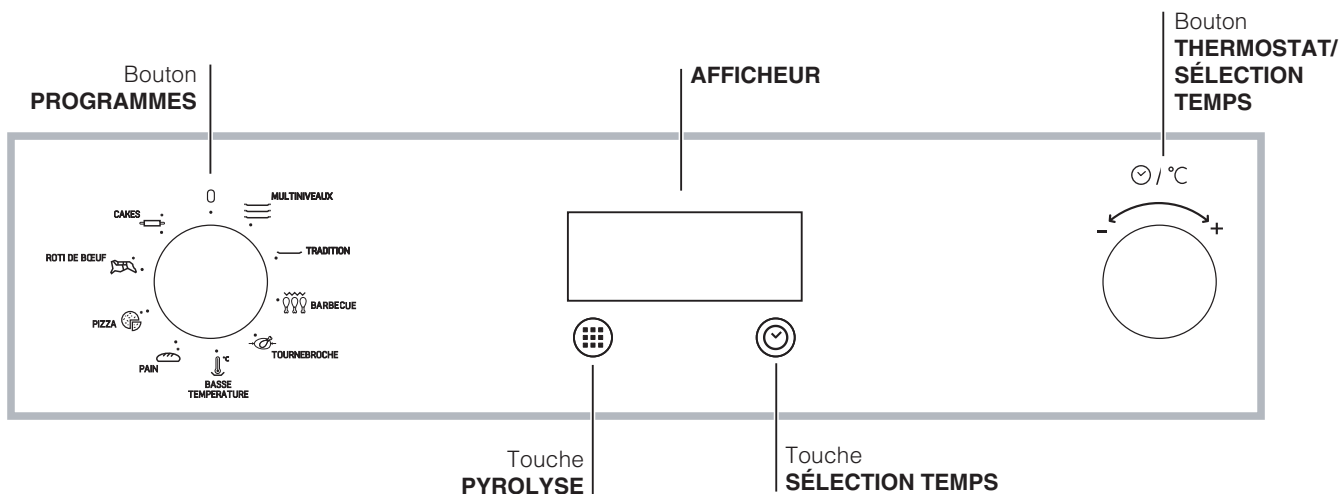 Bouton
PROGRAMMES
AFFICHEUR
Bouton
THERMOSTAT/
SÉLECTION
TEMPS
0
MULTINIVEAUX
TRADITION
BARBECUE
TOURNEBROCHE
°C
BASSE
TEMPERATURE
PAIN
PIZZA
ROTI DE BŒUF
CAKES
/ °C
- +
Touche
PYROLYSE
Touche
SÉLECTION TEMPS